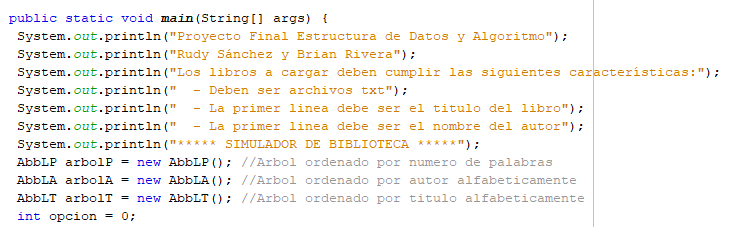 public static void main(String[] args) {
System.out.println("Proyecto Final Estructura de Datos y Algoritmo");
System.out.println("Rudy Sánchez y Brian Rivera");
System.out.println("Los libros a cargar deben cumplir las siguientes características:");
System.out.println("  - Deben ser archivos txt");
System.out.println("  - La primer linea debe ser el titulo del libro");
System.out.println("  - La primer linea debe ser el nombre del autor");
System.out.println("***** SIMULADOR DE BIBLIOTECA *****");
AbbLP arbolP = new AbbLP(); //Arbol ordenado por numero de palabras
AbbLA arbolA = new AbbLA(); //Arbol ordenado por autor alfabeticamente
AbbLT arbolT = new AbbLT(); //Arbol ordenado por titulo alfabeticamente
int opcion = 0;